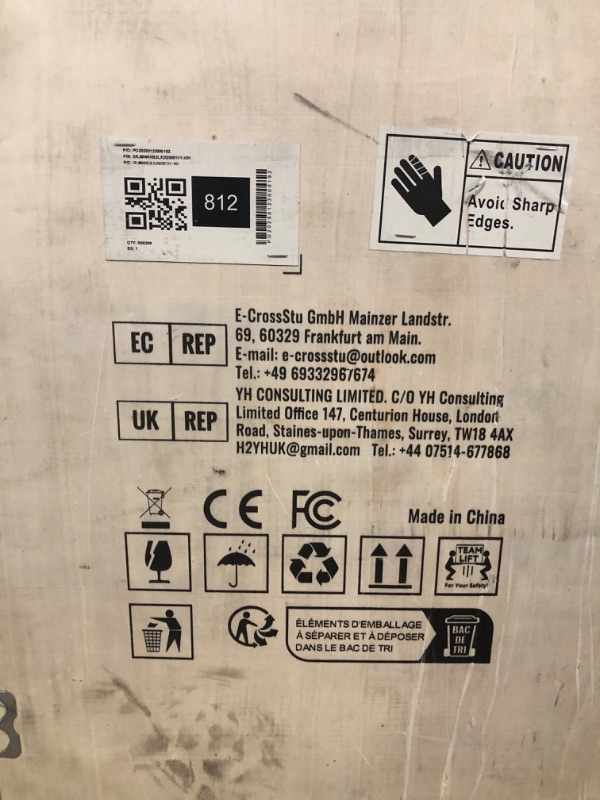 P/O: PO20250123000192
812
PO20250123000192
CAUTION
Avoid Sharp
Edges.
EC REP
E-CrossStu GmbH Mainzer Landstr.
69, 60329 Frankfurt am Main.
E-mail: e-crossstu@outlook.com
Tel.: +49 69332967674
UK REP
YH CONSULTING LIMITED. C/O YH Consulting
Limited Office 147, Centurion House, London
Road, Staines-upon-Thames, Surrey, TW18 4AX
H2YHUK@gmail.com Tel.: +44 07514-677868
CE FC
Made in China
TEAM
LIFT
For Your Safety!
ÉLÉMENTS D'EMBALLAGE
À SÉPARER ET À DÉPOSER
DANS LE BAC DE TRI
BAC
DE
TRI